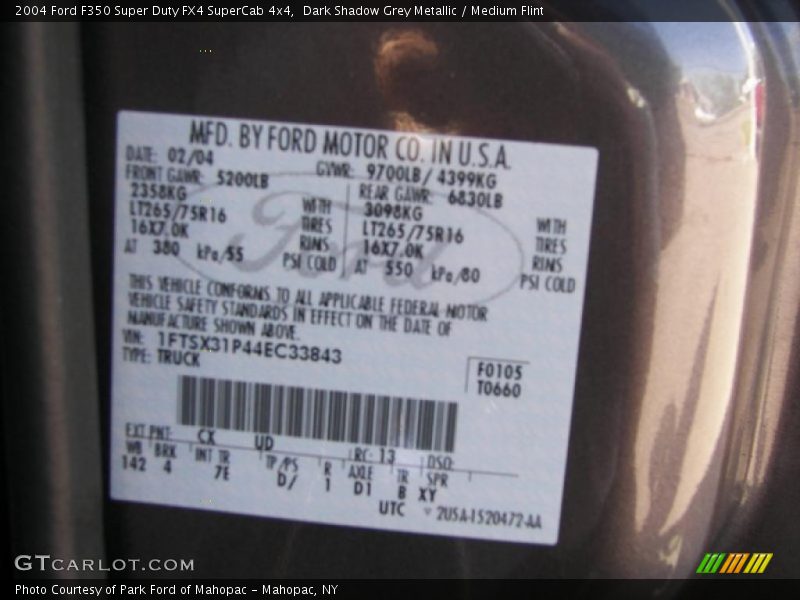 2004 Ford F350 Super Duty FX4 SuperCab 4x4, Dark Shadow Grey Metallic / Medium Flint
MFD. BY FORD MOTOR CO. IN U.S.A.
DATE: 02/04 GVWR: 9700LB/ 4399KG
FRONT GAWR: 5200LB REAR GAWR: 6830LB
2358KG WITH 3098KG WITH
LT265/75R16 TIRES LT265/75R16 TIRES
16X7.0K RIMS 16X7.0K RIMS
AT 380 kPa/55 PSI COLD AT 550 kPa/80 PSI COLD
THIS VEHICLE CONFORMS TO ALL APPLICABLE FEDERAL MOTOR
VEHICLE SAFETY STANDARDS IN EFFECT ON THE DATE OF
MANUFACTURE SHOWN ABOVE.
VIN: 1FTSX31P44EC33843
TYPE: TRUCK
F0105
T0660
Ford
EXT PNT: CX UD RC: 13 DSO:
WB BRK INT TR TP/PS R AXLE TR SPR
142 4 7E D/ 1 D1 B XY
UTC 2U5A-1520472-AA
GTCARLOT.COM
Photo Courtesy of Park Ford of Mahopac - Mahopac, NY